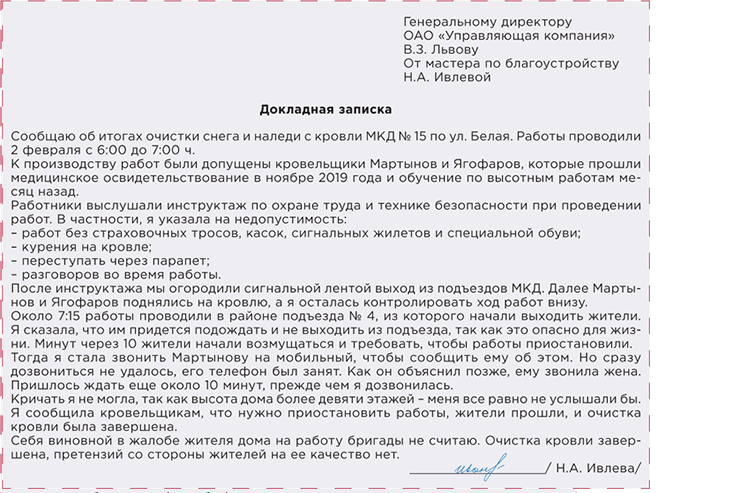 Генеральному директору
ОАО «Управляющая компания»
В.З. Львову
От мастера по благоустройству
Н.А. Ивлевой
Докладная записка
Сообщаю об итогах очистки снега и наледи с кровли МКД № 15 по ул. Белая. Работы проводили
2 февраля с 6:00 до 7:00 ч.
К производству работ были допущены кровельщики Мартынов и Ягофаров, которые прошли
медицинское освидетельствование в ноябре 2019 года и обучение по высотным работам ме-
сяц назад.
Работники выслушали инструктаж по охране труда и технике безопасности при проведении
работ. В частности, я указала на недопустимость:
– работ без страховочных тросов, касок, сигнальных жилетов и специальной обуви;
– курения на кровле;
– переступать через парапет;
– разговоров во время работы.
После инструктажа мы огородили сигнальной лентой выход из подъездов МКД. Далее Марты-
нов и Ягофаров поднялись на кровлю, а я осталась контролировать ход работ внизу.
Около 7:15 работы проводили в районе подъезда № 4, из которого начали выходить жители.
Я сказала, что им придется подождать и не выходить из подъезда, так как это опасно для жиз-
ни. Минут через 10 жители начали возмущаться и требовать, чтобы работы приостановили.
Тогда я стала звонить Мартынову на мобильный, чтобы сообщить ему об этом. Но сразу
дозвониться не удалось, его телефон был занят. Как он объяснил позже, ему звонила жена.
Пришлось ждать еще около 10 минут, прежде чем я дозвонилась.
Кричать я не могла, так как высота дома более девяти этажей – меня все равно не услышали бы.
Я сообщила кровельщикам, что нужно приостановить работы, жители прошли, и очистка
кровли была завершена.
Себя виновной в жалобе жителя дома на работу бригады не считаю. Очистка кровли завер-
шена, претензий со стороны жителей на ее качество нет.
/ Н.А. Ивлева/